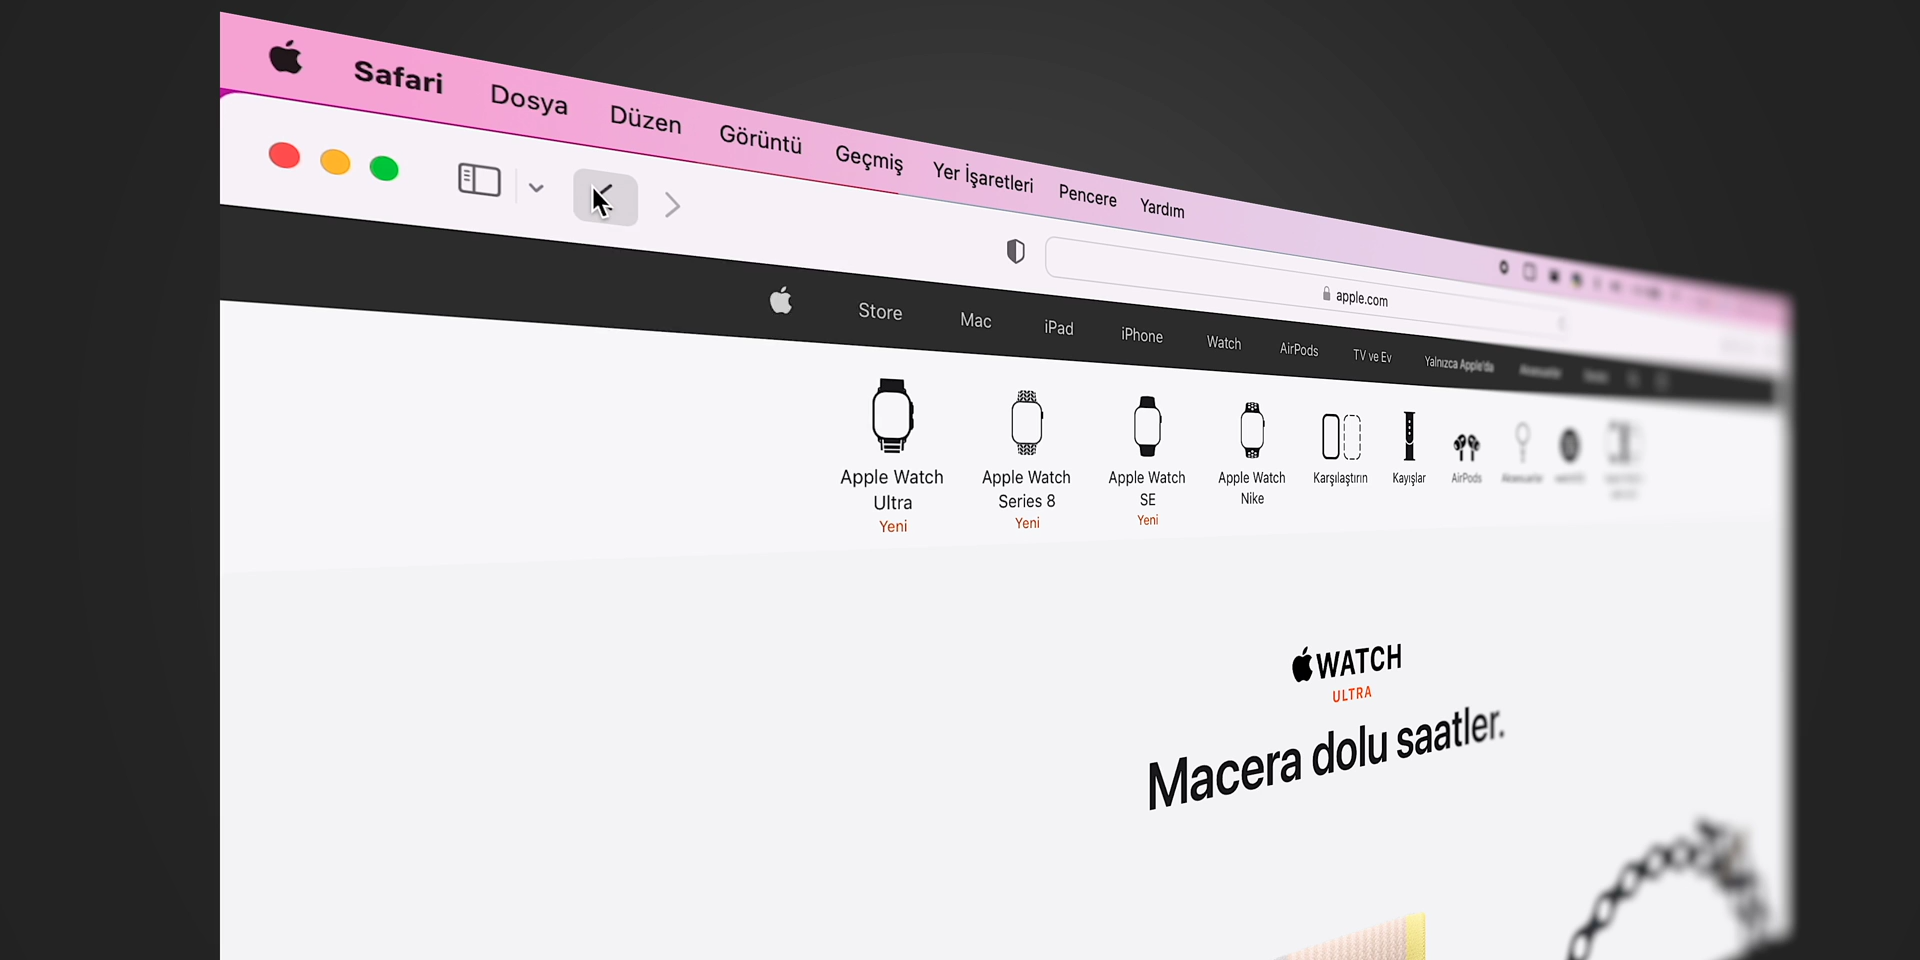 Safari Dosya Düzen Görüntü Geçmiş Yer İşaretleri Pencere Yardım
apple.com
Store Mac iPad iPhone Watch AirPods TV ve Ev Yalnızca Apple'da Aksesuarlar
Apple Watch Ultra
Yeni
Apple Watch Series 8
Yeni
Apple Watch SE
Yeni
Apple Watch Nike
Karşılaştırın
Kayışlar
AirPods
Aksesuarlar
WATCH
ULTRA
Macera dolu saatler.